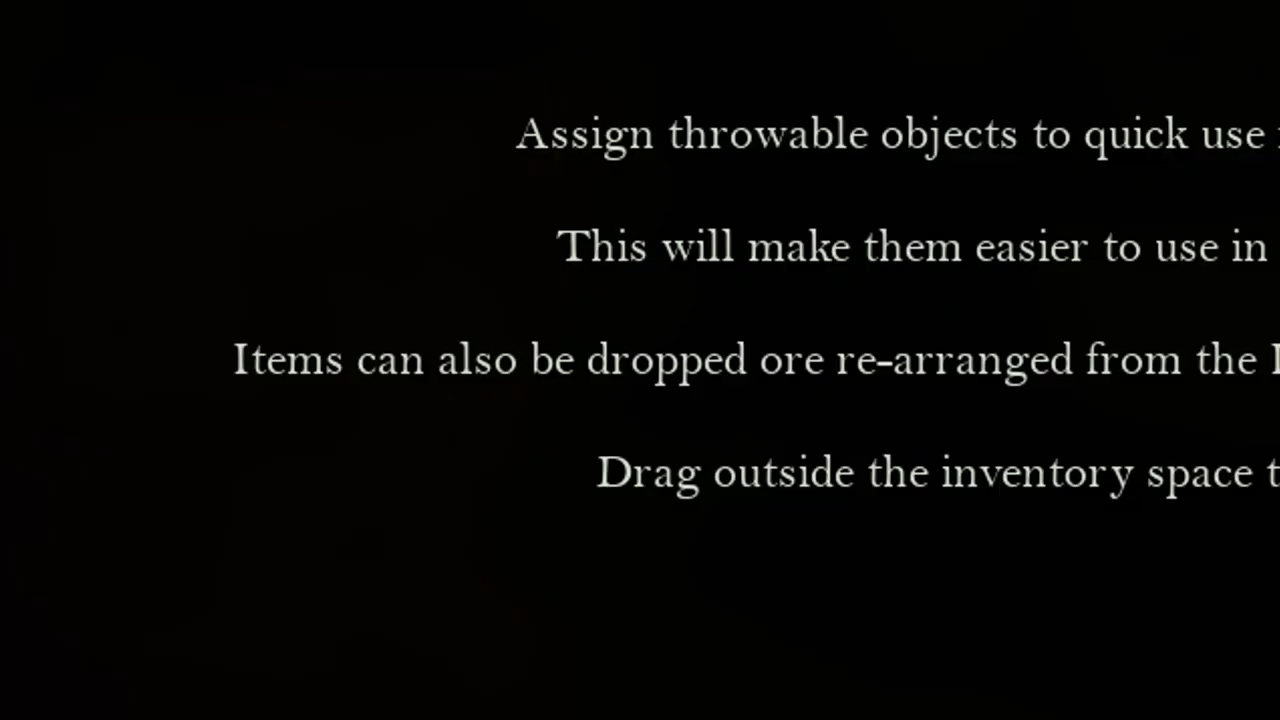 Assign throwable objects to quick use
This will make them easier to use in
Items can also be dropped ore re-arranged from the
Drag outside the inventory space